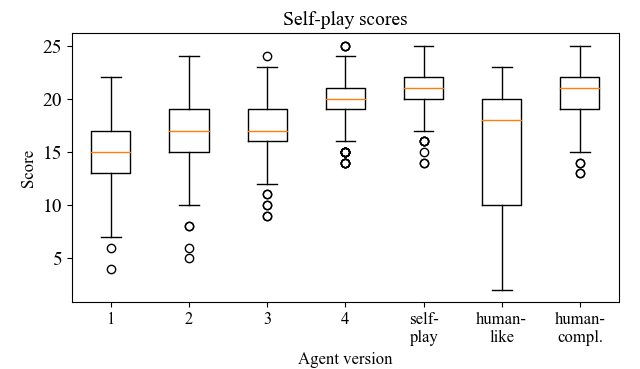 Self-play scores
25
20
15
10
5
Score
1 2 3 4 self-play human-like human-compl.
Agent version